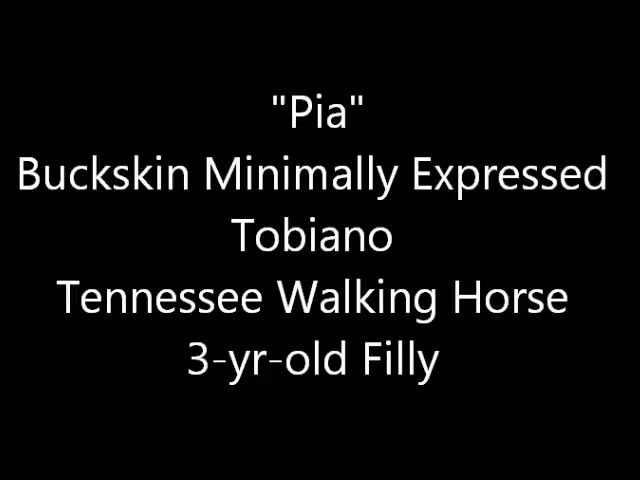 "Pia"
Buckskin Minimally Expressed
Tobiano
Tennessee Walking Horse
3-yr-old Filly